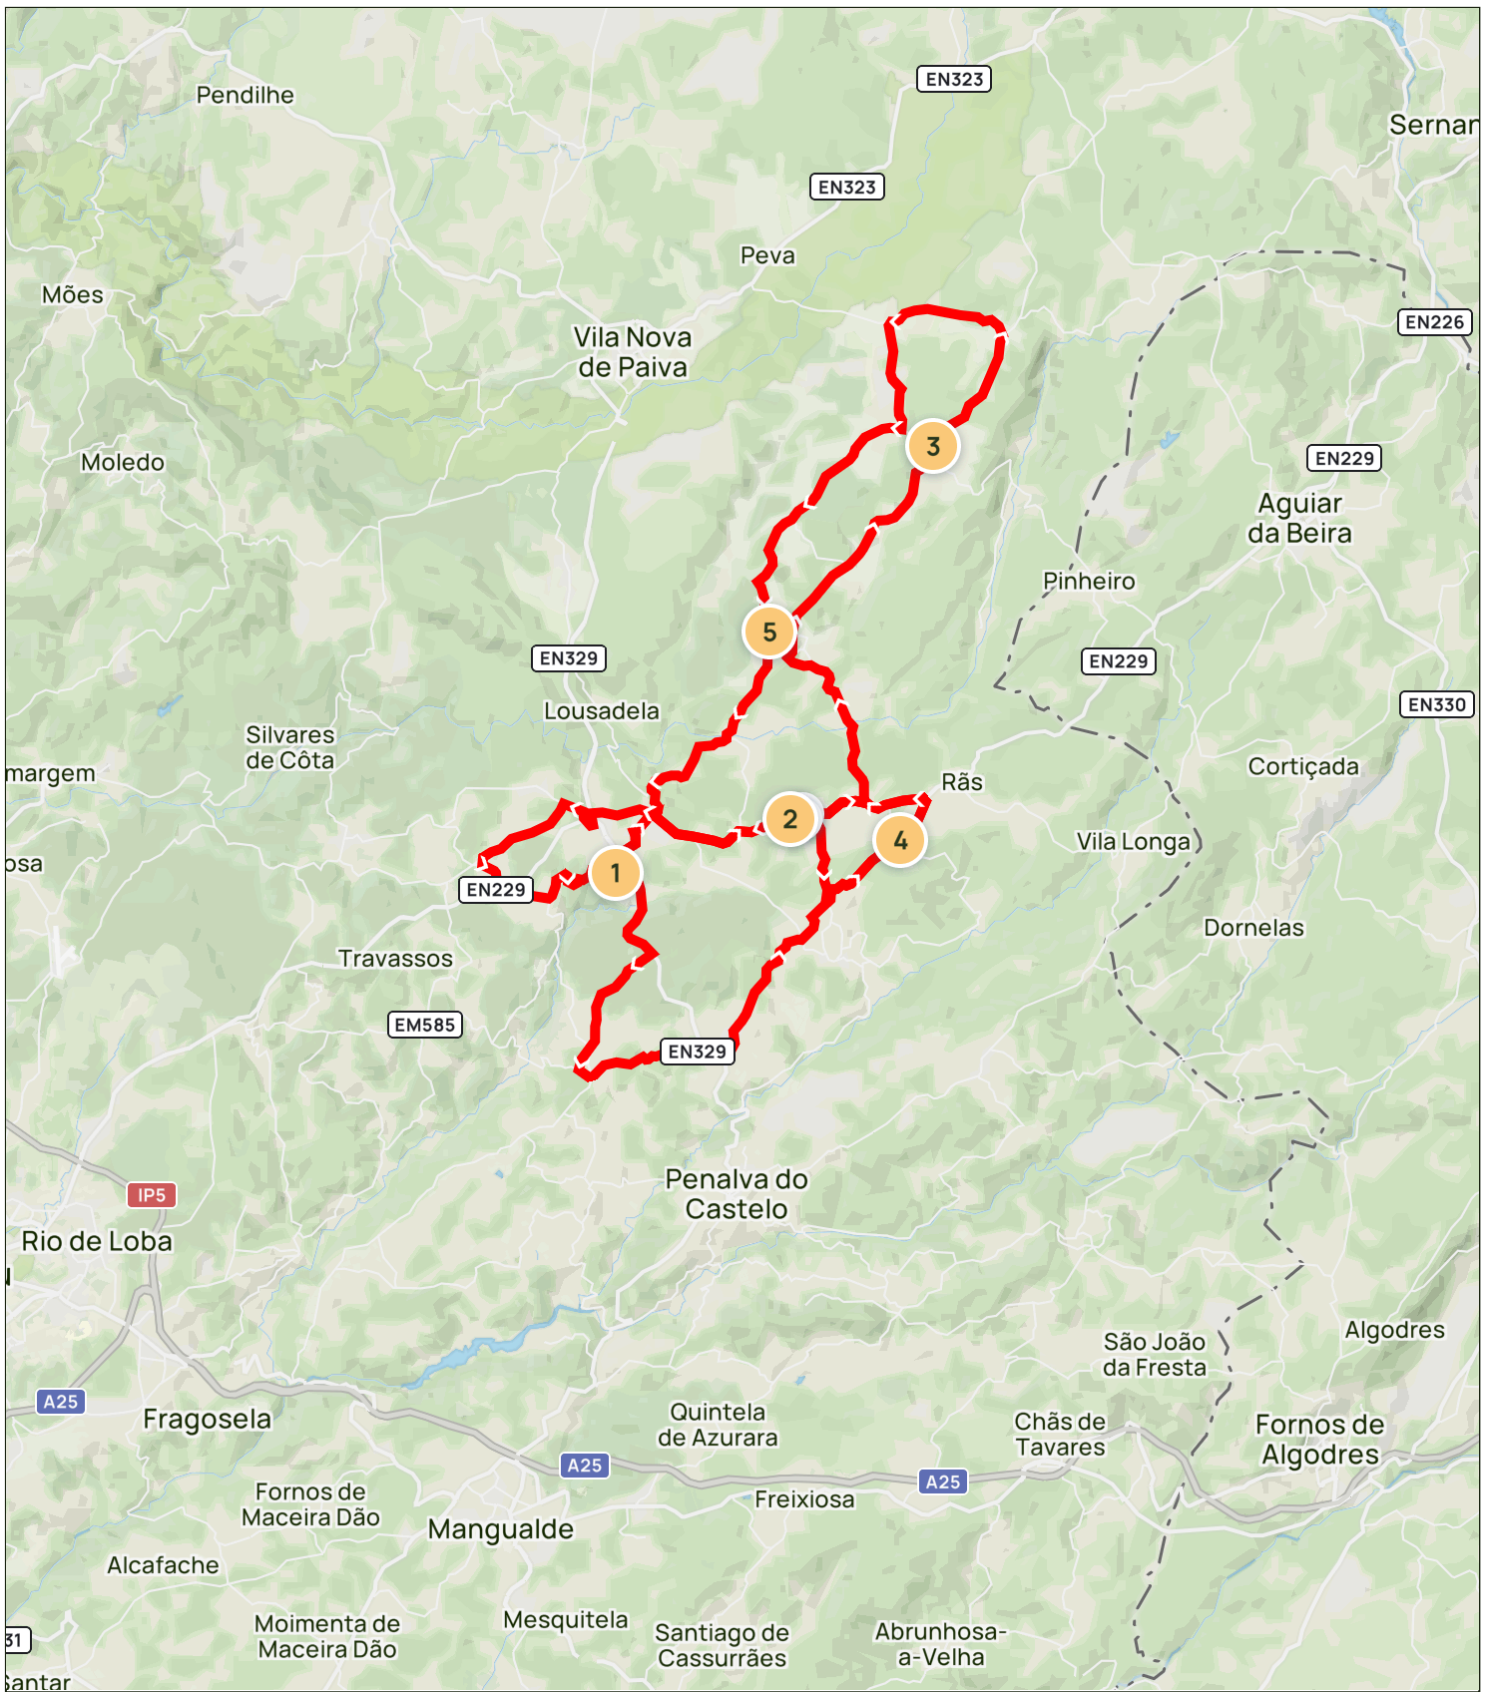 EN323
Pendilhe
Sernan
EN323
Peva
Mões
EN226
Vila Nova
de Paiva
3
Moledo
EN229
Aguiar
da Beira
Pinheiro
5
EN329
EN229
Lousadela
EN330
Silvares
de Côta
margem
Cortiçada
Rãs
2
4
Vila Longa
osa
1
EN229
Dornelas
Travassos
EM585
EN329
Penalva do
Castelo
IP5
Rio de Loba
Algodres
São João
da Fresta
A25
Fragosela
Quintela
de Azurara
Chãs de
Tavares
Fornos de
Algodres
A25
A25
Freixiosa
Fornos de
Maceira Dão
Mangualde
Alcafache
Mesquitela
Moimenta de
Maceira Dão
Santiago de
Cassurrães
Abrunhosa-
a-Velha
31
Santar